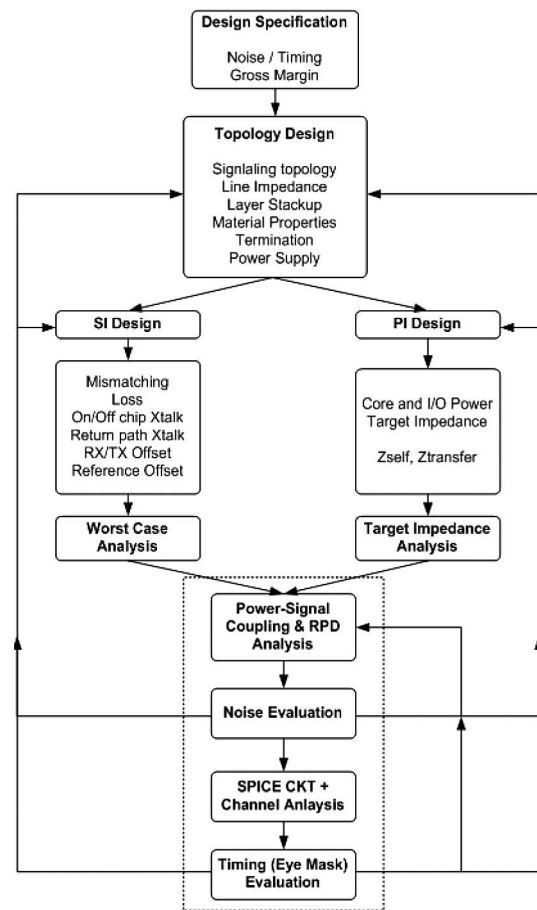 Design Specification
Noise / Timing
Gross Margin
Topology Design
Signlaling topology
Line Impedance
Layer Stackup
Material Properties
Termination
Power Supply
SI Design
PI Design
Mismatching
Loss
On/Off chip Xtalk
Return path Xtalk
RX/TX Offset
Reference Offset
Core and I/O Power
Target Impedance
Zself, Ztransfer
Worst Case
Analysis
Target Impedance
Analysis
Power-Signal
Coupling & RPD
Analysis
Noise Evaluation
SPICE CKT +
Channel Anlaysis
Timing (Eye Mask)
Evaluation